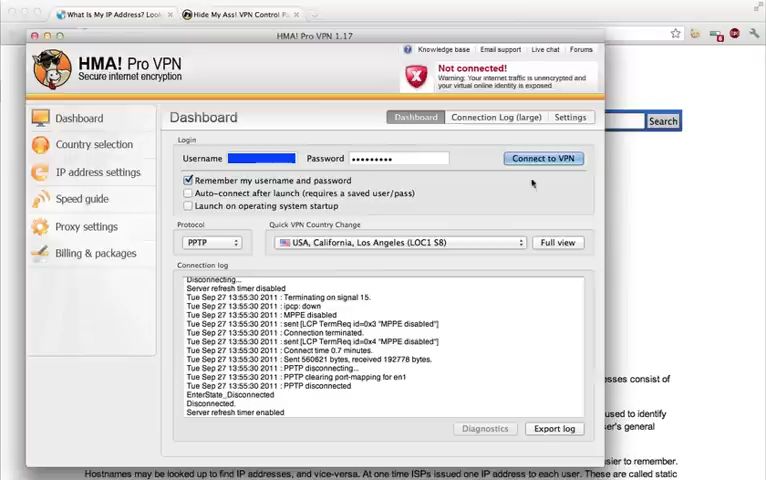 What Is My IP Address? Look
Hide My Ass! VPN Control Pa
HMA! Pro VPN 1.17
HMA! Pro VPN
Secure internet encryption
Knowledge base
Email support
Live chat
Forums
Not connected!
Warning: Your internet traffic is unencrypted and
your virtual online identity is exposed
Dashboard
Country selection
IP address settings
Speed guide
Proxy settings
Billing & packages
Dashboard
Dashboard
Connection Log (large)
Settings
Search
Login
Username
Password
•••••••••
Connect to VPN
Remember my username and password
Auto-connect after launch (requires a saved user/pass)
Launch on operating system startup
Protocol
Quick VPN Country Change
PPTP
USA, California, Los Angeles (LOC1 S8)
Full view
Connection log
Disconnecting...
Server refresh timer disabled
Tue Sep 27 13:55:30 2011 : Terminating on signal 15.
Tue Sep 27 13:55:30 2011 : ipcp: down
Tue Sep 27 13:55:30 2011 : MPPE disabled
Tue Sep 27 13:55:30 2011 : sent [LCP TermReq id=0x3 "MPPE disabled"]
Tue Sep 27 13:55:30 2011 : Connection terminated.
Tue Sep 27 13:55:30 2011 : sent [LCP TermReq id=0x4 "MPPE disabled"]
Tue Sep 27 13:55:30 2011 : Connect time 0.7 minutes.
Tue Sep 27 13:55:30 2011 : Sent 560621 bytes, received 192778 bytes.
Tue Sep 27 13:55:30 2011 : PPTP disconnecting...
Tue Sep 27 13:55:30 2011 : PPTP clearing port-mapping for en1
Tue Sep 27 13:55:30 2011 : PPTP disconnected
EnterState_Disconnected
Disconnected.
Server refresh timer enabled
Diagnostics
Export log
esses consist of
used to identify
er's general
sier to remember.
Hostnames may be looked up to find IP addresses, and vice-versa. At one time ISPs issued one IP address to each user. These are called static